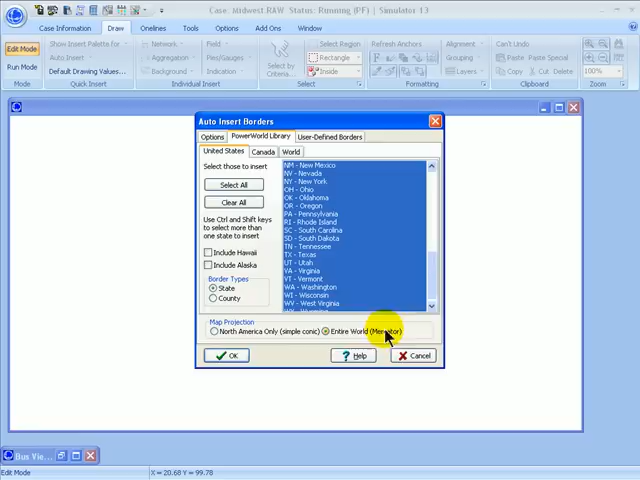 Case: Midwest.RAW Status: Running (PF) | Simulator 13
Case Information Draw Onelines Tools Options Add Ons Window
Edit Mode
Run Mode
Show Insert Palette for
Auto Insert
Default Drawing Values...
Quick Insert
Network
Aggregation
Background
Field
Pies/Gauges
Individual Insert
Select by
Criteria...
Select Region
Rectangle
Inside
Select
Refresh Anchors
Formatting
Alignment
Grouping
Layers
Can't Undo
Paste Paste Special
Copy Cut Delete
Clipboard
100%
Zoom
Auto Insert Borders
Options PowerWorld Library User-Defined Borders
United States Canada World
Select those to insert
Select All
Clear All
Use Ctrl and Shift keys
to select more than
one state to insert
Include Hawaii
Include Alaska
Border Types
State
County
NM - New Mexico
NV - Nevada
NY - New York
OH - Ohio
OK - Oklahoma
OR - Oregon
PA - Pennsylvania
RI - Rhode Island
SC - South Carolina
SD - South Dakota
TN - Tennessee
TX - Texas
UT - Utah
VA - Virginia
VT - Vermont
WA - Washington
WI - Wisconsin
WV - West Virginia
Map Projection
North America Only (simple conic) Entire World (Mercator)
OK Help Cancel
Bus Vie...
Edit Mode X = 20.68 Y = 99.78